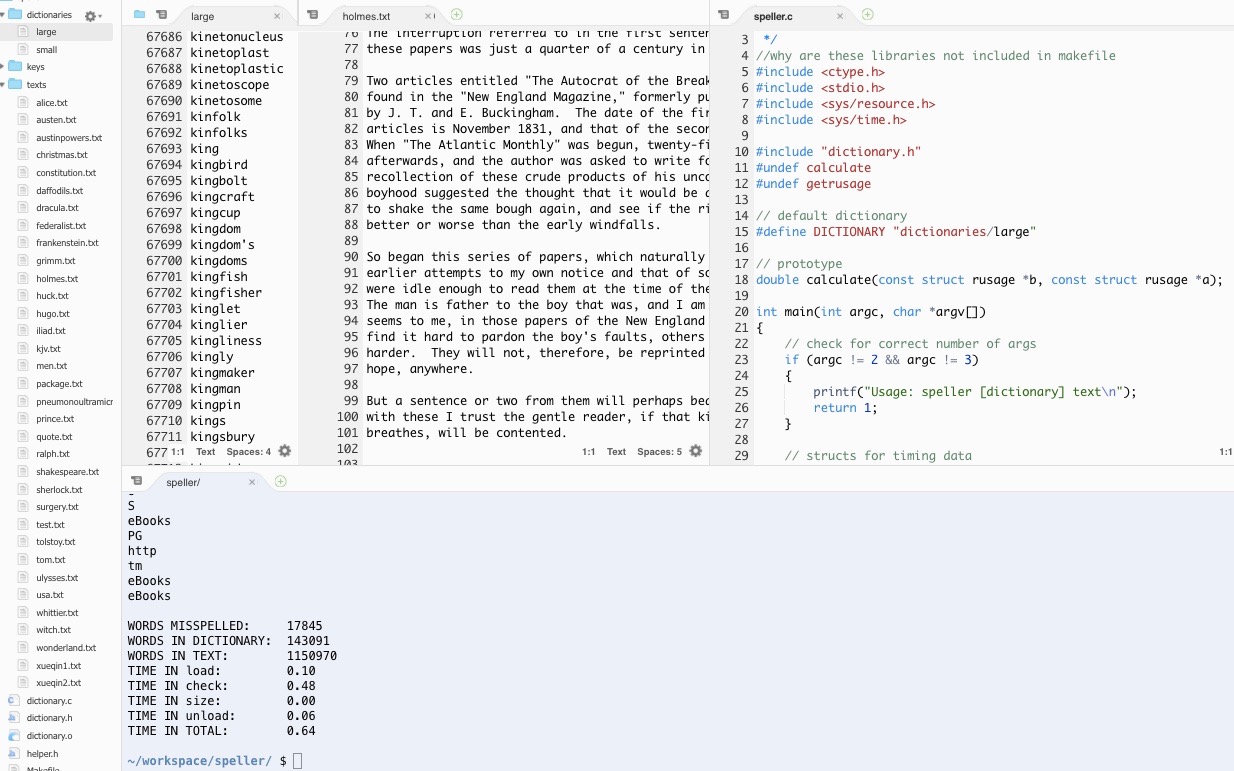 dictionaries
large
small
keys
texts
alice.txt
austen.txt
austinpowers.txt
christmas.txt
constitution.txt
daffodils.txt
dracula.txt
federalist.txt
frankenstein.txt
grimm.txt
holmes.txt
huck.txt
hugo.txt
iliad.txt
kjv.txt
men.txt
package.txt
pneumonoultramicr
prince.txt
quote.txt
ralph.txt
shakespeare.txt
sherlock.txt
surgery.txt
test.txt
tolstoy.txt
tom.txt
ulysses.txt
usa.txt
whittier.txt
witch.txt
wonderland.txt
xueqin1.txt
xueqin2.txt
dictionary.c
dictionary.h
dictionary.o
helper.h
Makefile
large
67686 kinetonucleus
67687 kinetoplast
67688 kinetoplastic
67689 kinetoscope
67690 kinetosome
67691 kinfolk
67692 kinfolks
67693 king
67694 kingbird
67695 kingbolt
67696 kingcraft
67697 kingcup
67698 kingdom
67699 kingdom's
67700 kingdoms
67701 kingfish
67702 kingfisher
67703 kinglet
67704 kinglier
67705 kingliness
67706 kingly
67707 kingmaker
67708 kingman
67709 kingpin
67710 kings
67711 kingsbury
677
1:1 Text Spaces: 4
holmes.txt
76 The interruption referred to in the first senten
77 these papers was just a quarter of a century in
78
79 Two articles entitled "The Autocrat of the Break
80 found in the "New England Magazine," formerly pu
81 by J. T. and E. Buckingham. The date of the fir
82 articles is November 1831, and that of the secon
83 When "The Atlantic Monthly" was begun, twenty-fi
84 afterwards, and the author was asked to write fo
85 recollection of these crude products of his unco
86 boyhood suggested the thought that it would be a
87 to shake the same bough again, and see if the ri
88 better or worse than the early windfalls.
89
90 So began this series of papers, which naturally
91 earlier attempts to my own notice and that of so
92 were idle enough to read them at the time of the
93 The man is father to the boy that was, and I am
94 seems to me, in those papers of the New England
95 find it hard to pardon the boy's faults, others
96 harder. They will not, therefore, be reprinted
97 hope, anywhere.
98
99 But a sentence or two from them will perhaps bea
100 with these I trust the gentle reader, if that ki
101 breathes, will be contented.
102
103
1:1 Text Spaces: 5
speller.c
3 */
4 //why are these libraries not included in makefile
5 #include <ctype.h>
6 #include <stdio.h>
7 #include <sys/resource.h>
8 #include <sys/time.h>
9
10 #include "dictionary.h"
11 #undef calculate
12 #undef getrusage
13
14 // default dictionary
15 #define DICTIONARY "dictionaries/large"
16
17 // prototype
18 double calculate(const struct rusage *b, const struct rusage *a);
19
20 int main(int argc, char *argv[])
21 {
22 // check for correct number of args
23 if (argc != 2 && argc != 3)
24 {
25 printf("Usage: speller [dictionary] text\n");
26 return 1;
27 }
28
29 // structs for timing data
1:1
speller/
S
eBooks
PG
http
tm
eBooks
eBooks
WORDS MISSPELLED: 17845
WORDS IN DICTIONARY: 143091
WORDS IN TEXT: 1150970
TIME IN load: 0.10
TIME IN check: 0.48
TIME IN size: 0.00
TIME IN unload: 0.06
TIME IN TOTAL: 0.64
~/workspace/speller/ $